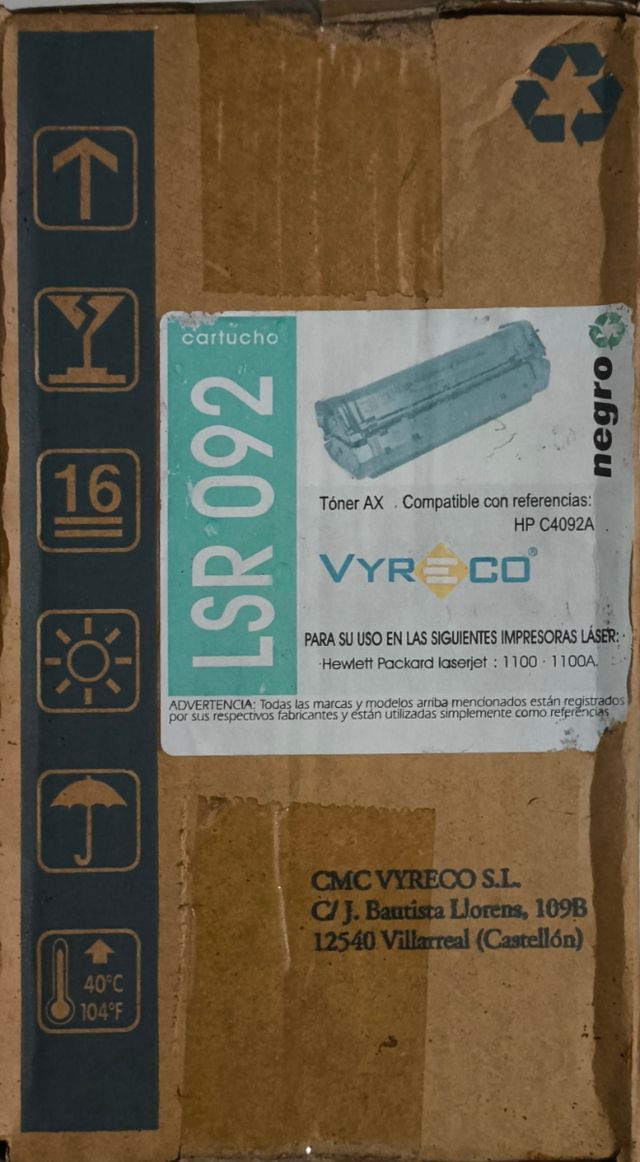 cartucho
LSR 092
negro
Tóner AX . Compatible con referencias:
HP C4092A
VYRECO®
PARA SU USO EN LAS SIGUIENTES IMPRESORAS LÁSER:
·Hewlett Packard laserjet : 1100 · 1100A.
ADVERTENCIA: Todas las marcas y modelos arriba mencionados están registrados
por sus respectivos fabricantes y están utilizadas simplemente como referencias
16
40°C
104°F
CMC VYRECO S.L.
C/ J. Bautista Llorens, 109B
12540 Villarreal (Castellón)